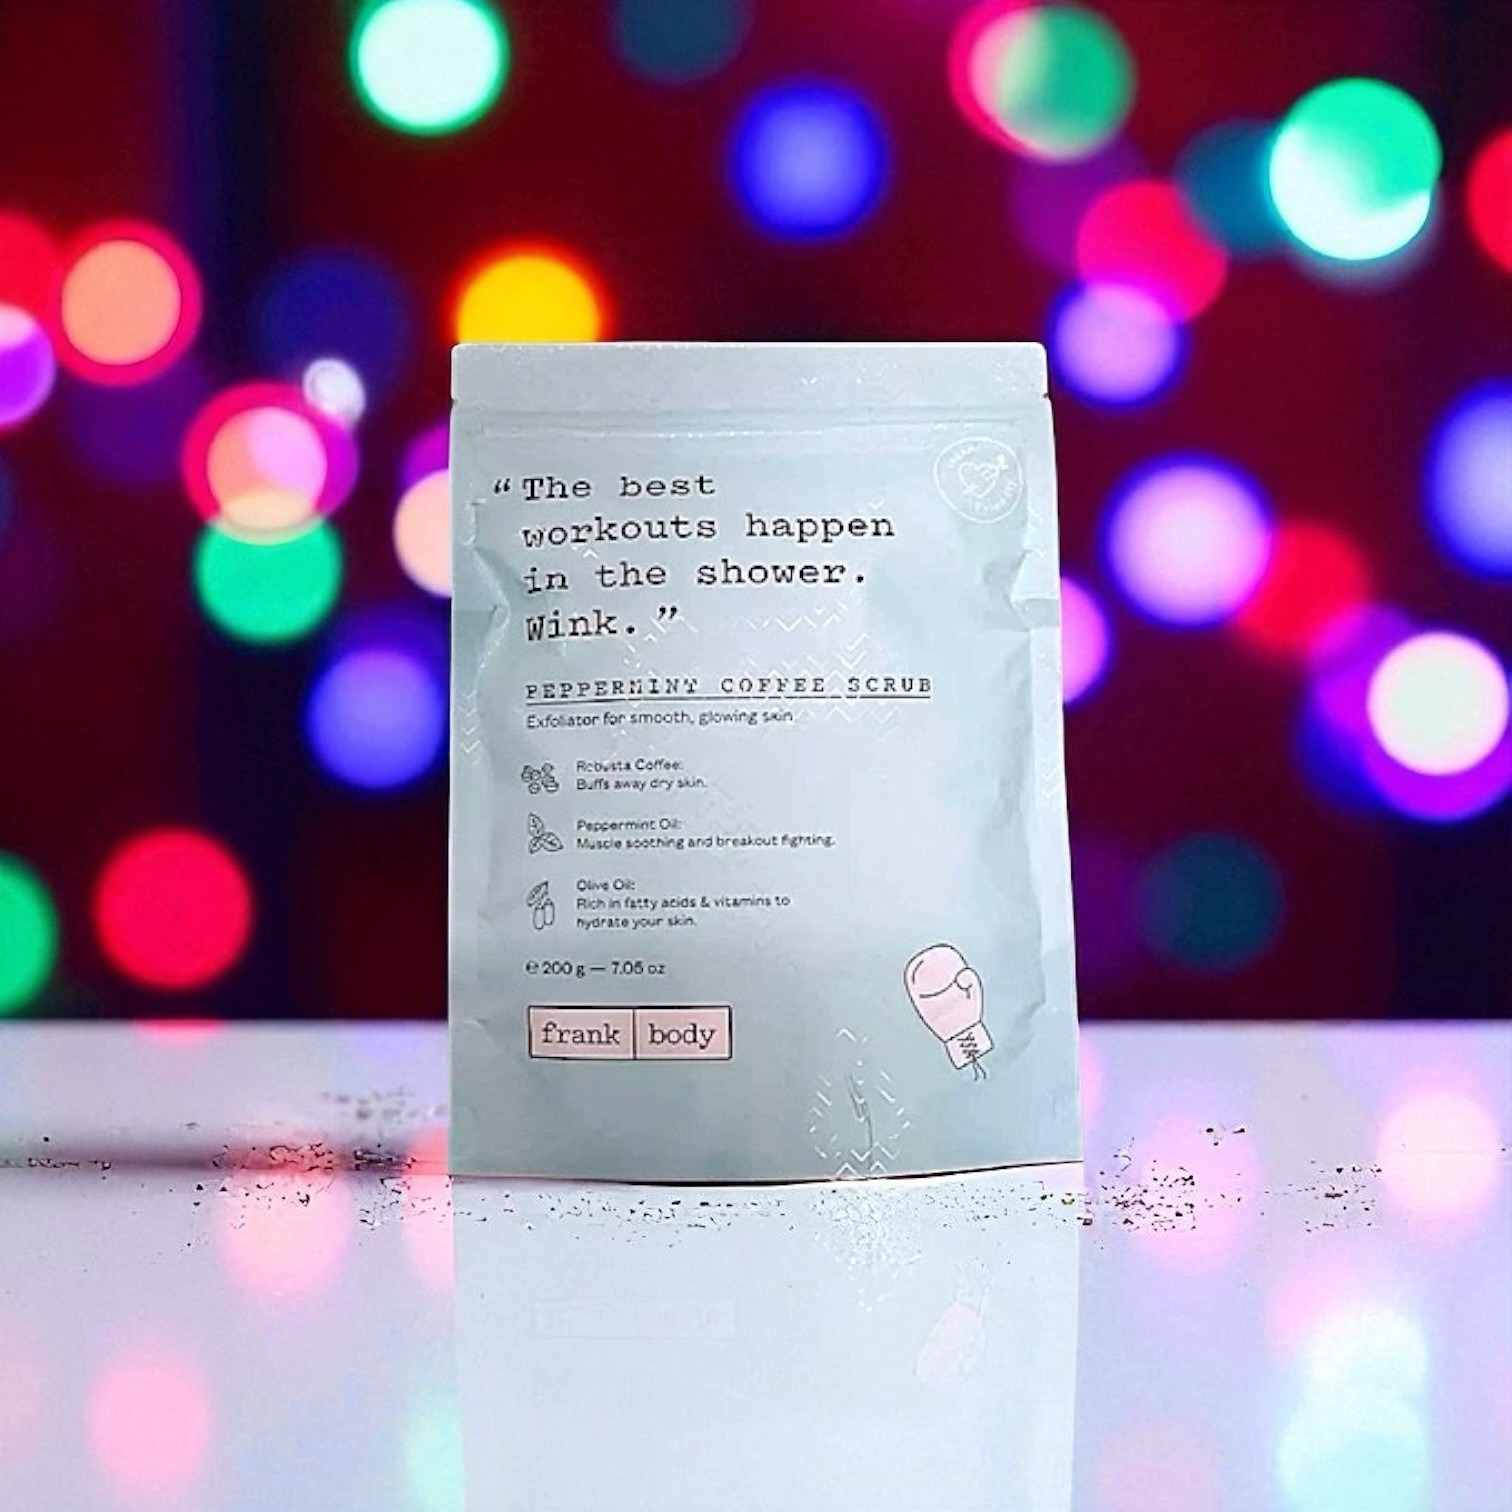 “The best
workouts happen
in the shower.
Wink.”
PEPPERMINT COFFEE SCRUB
Exfoliator for smooth, glowing skin
Robusta Coffee:
Buffs away dry skin.
Peppermint Oil:
Muscle soothing and breakout fighting.
Olive Oil:
Rich in fatty acids & vitamins to
hydrate your skin.
℮ 200 g — 7.05 oz
frank body